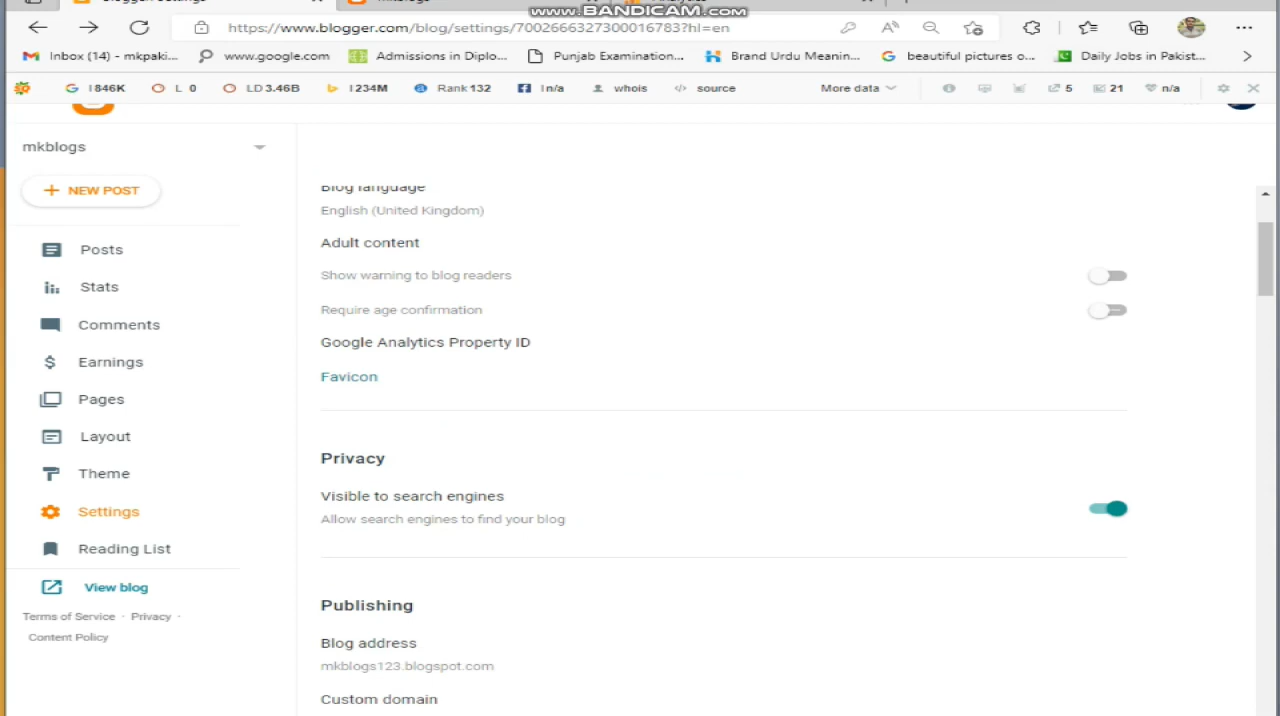 www.BANDICAM.com
https://www.blogger.com/blog/settings/7002666327300016783?hl=en
Inbox (14) - mkpaki... www.google.com Admissions in Diplo... Punjab Examination... Brand Urdu Meanin... beautiful pictures o... Daily Jobs in Pakist...
I 846K L 0 LD 3.46B I 234M Rank 132 I n/a whois source More data 5 21 n/a
mkblogs
NEW POST
Posts
Stats
Comments
Earnings
Pages
Layout
Theme
Settings
Reading List
View blog
Terms of Service · Privacy ·
Content Policy
Blog language
English (United Kingdom)
Adult content
Show warning to blog readers
Require age confirmation
Google Analytics Property ID
Favicon
Privacy
Visible to search engines
Allow search engines to find your blog
Publishing
Blog address
mkblogs123.blogspot.com
Custom domain